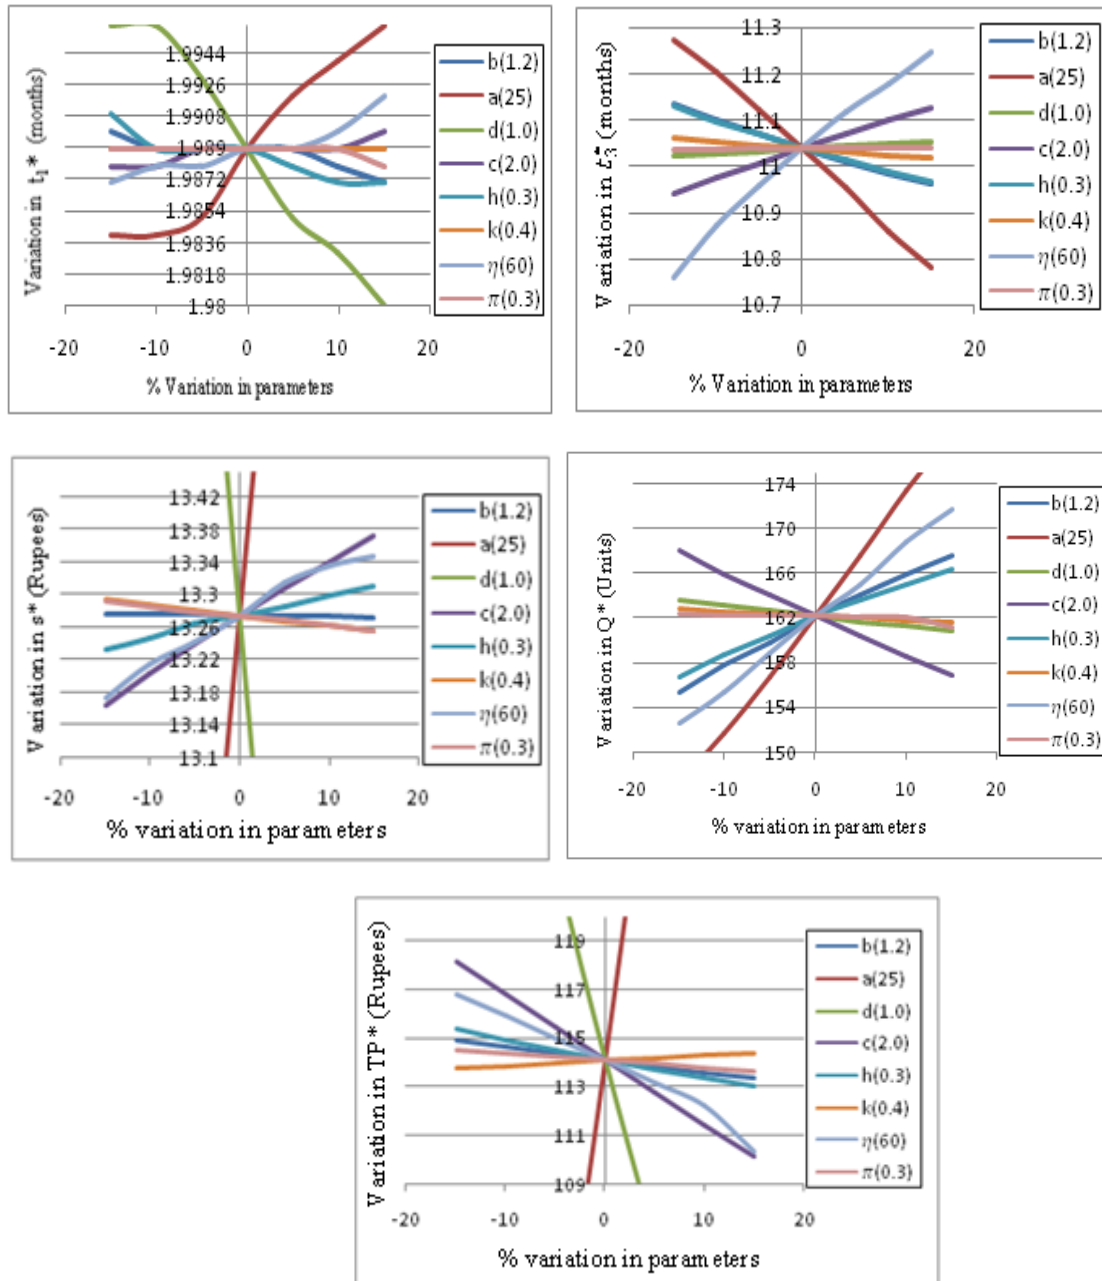 Variation in t₁* (months)
1.9944
1.9926
1.9908
1.989
1.9872
1.9854
1.9836
1.9818
1.98
-20 -10 0 10 20
% Variation in parameters
b(1.2)
a(25)
d(1.0)
c(2.0)
h(0.3)
k(0.4)
η(60)
π(0.3)
Variation in t₃* (months)
11.3
11.2
11.1
11
10.9
10.8
10.7
-20 0 20
% Variation in parameters
b(1.2)
a(25)
d(1.0)
c(2.0)
h(0.3)
k(0.4)
η(60)
π(0.3)
Variation in s* (Rupees)
13.42
13.38
13.34
13.3
13.26
13.22
13.18
13.14
13.1
-20 -10 0 10 20
% variation in parameters
b(1.2)
a(25)
d(1.0)
c(2.0)
h(0.3)
k(0.4)
η(60)
π(0.3)
Variation in Q* (Units)
174
170
166
162
158
154
150
-20 -10 0 10 20
% variation in parameters
b(1.2)
a(25)
d(1.0)
c(2.0)
h(0.3)
k(0.4)
η(60)
π(0.3)
Variation in TP* (Rupees)
119
117
115
113
111
109
-20 -10 0 10 20
% variation in parameters
b(1.2)
a(25)
d(1.0)
c(2.0)
h(0.3)
k(0.4)
η(60)
π(0.3)